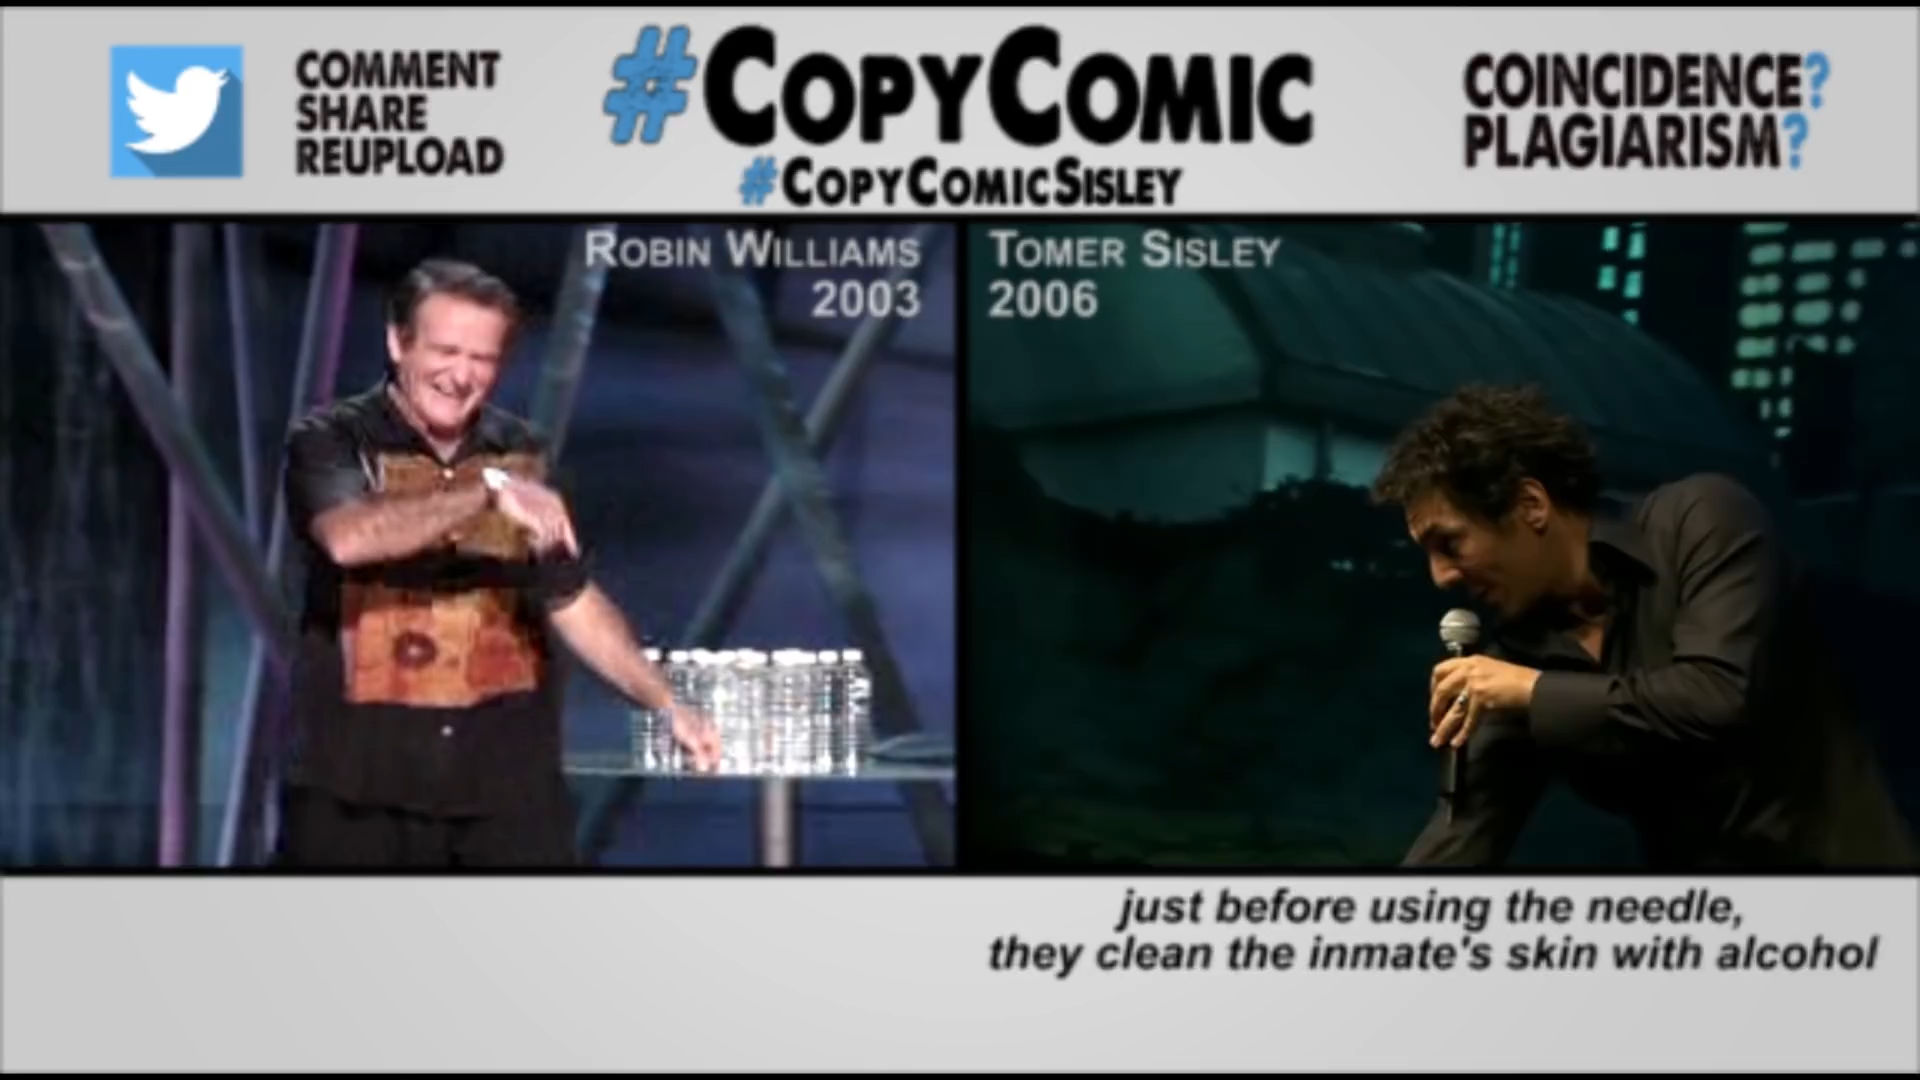 COMMENT
SHARE
REUPLOAD
#COPYCOMIC
#COPYCOMICSISLEY
COINCIDENCE?
PLAGIARISM?
ROBIN WILLIAMS
2003
TOMER SISLEY
2006
just before using the needle,
they clean the inmate's skin with alcohol